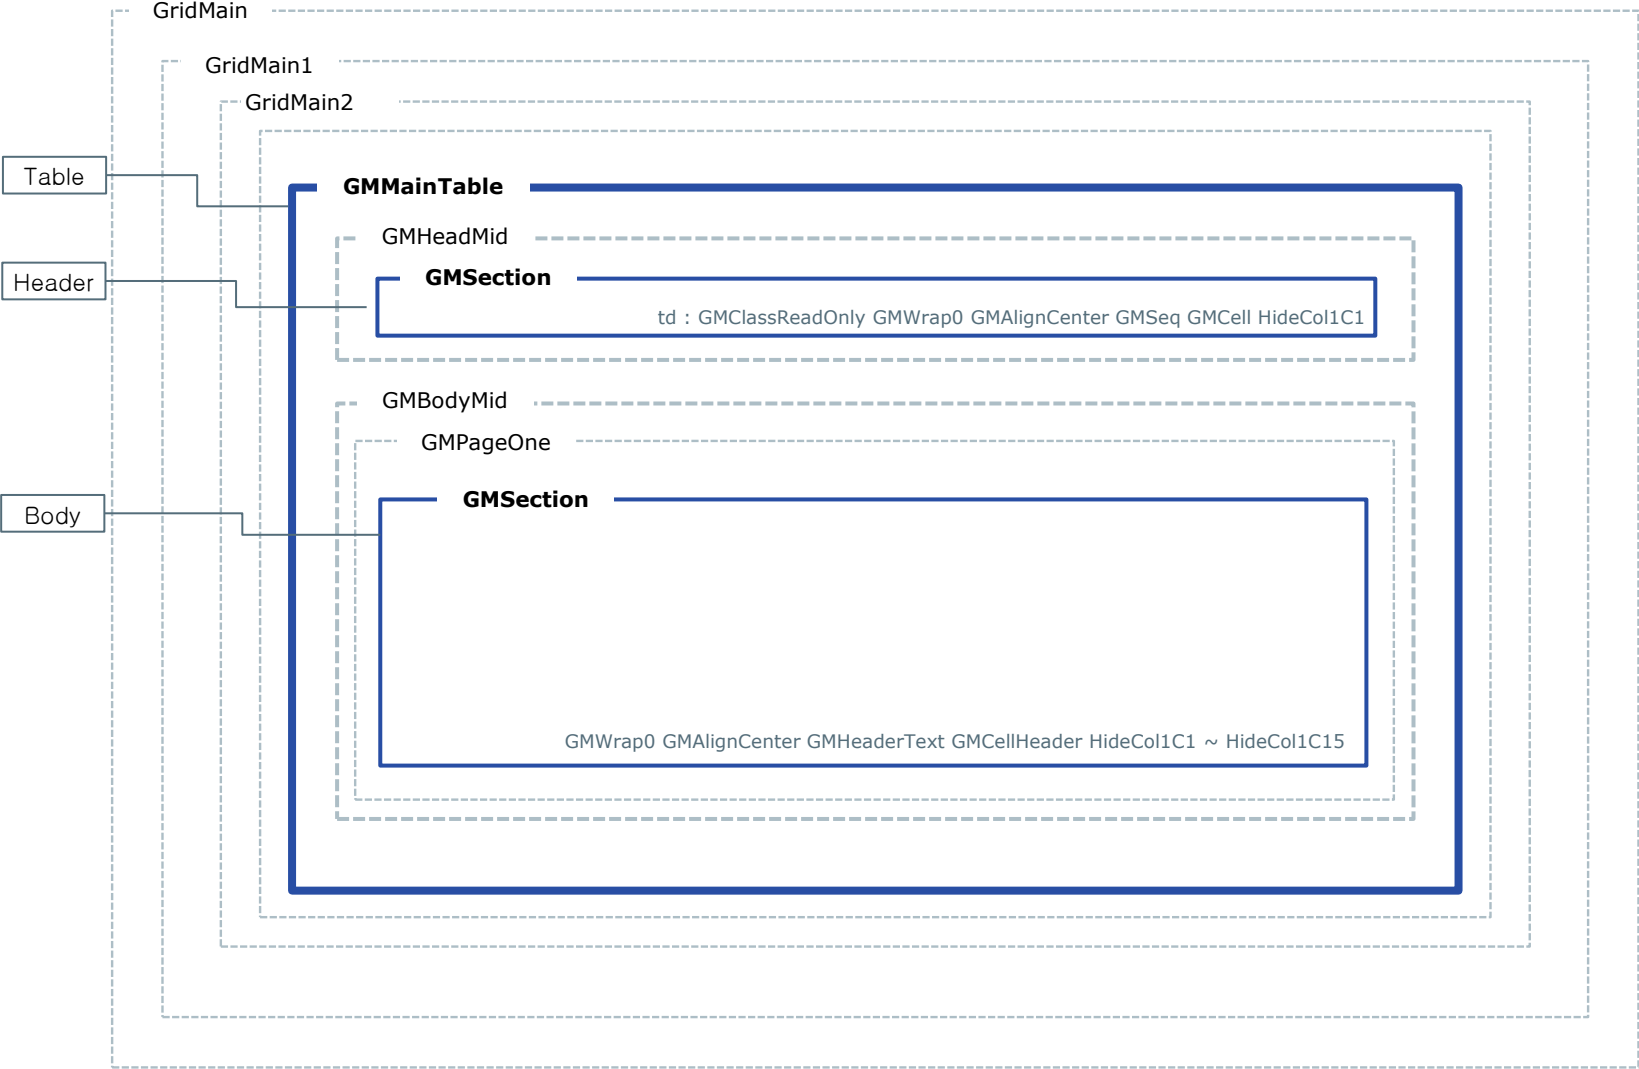 GridMain
GridMain1
GridMain2
Table
GMMainTable
GMHeadMid
Header
GMSection
td : GMClassReadOnly GMWrap0 GMAlignCenter GMSeq GMCell HideCol1C1
GMBodyMid
GMPageOne
Body
GMSection
GMWrap0 GMAlignCenter GMHeaderText GMCellHeader HideCol1C1 ~ HideCol1C15